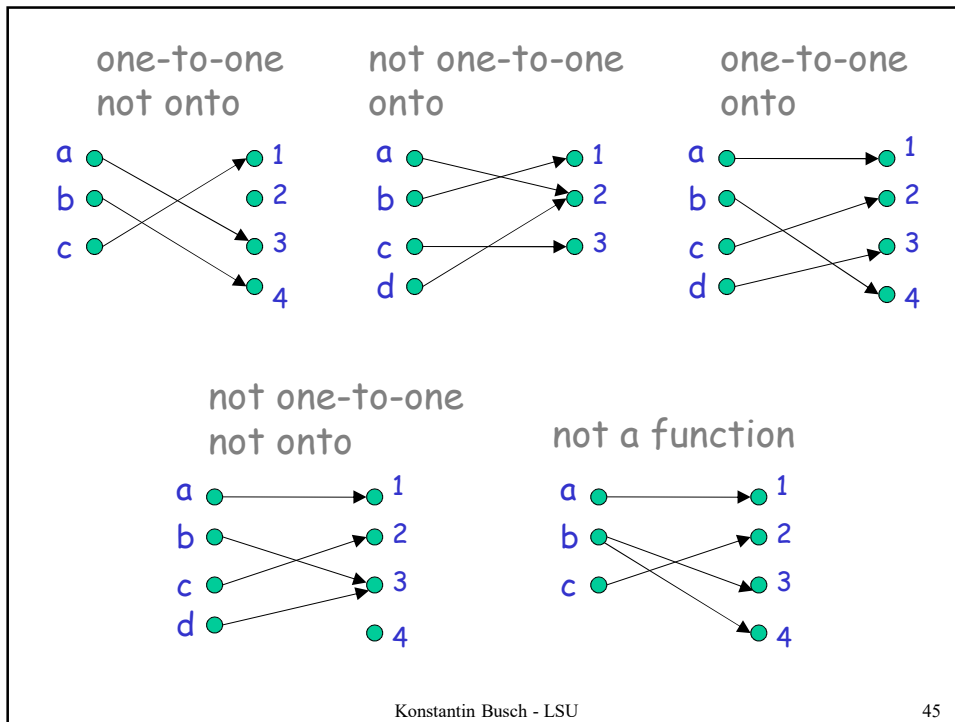 one-to-one
not onto
a
b
c
1
2
3
4
not one-to-one
onto
a
b
c
d
1
2
3
one-to-one
onto
a
b
c
d
1
2
3
4
not one-to-one
not onto
a
b
c
d
1
2
3
4
not a function
a
b
c
1
2
3
4
Konstantin Busch - LSU
45